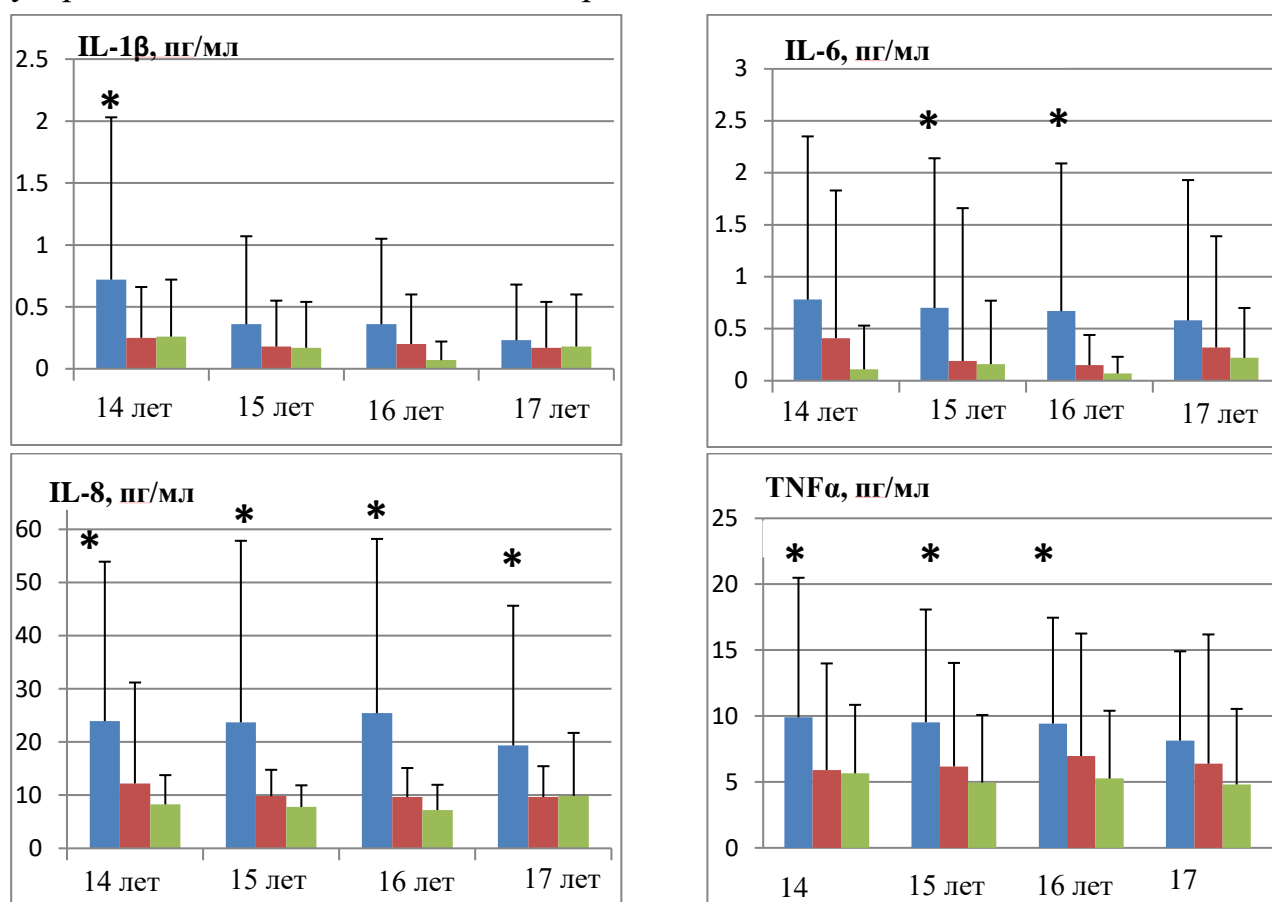 IL-1β, пг/мл
2.5
2
1.5
1
0.5
0
*
14 лет
15 лет
16 лет
17 лет
IL-6, пг/мл
3
2.5
2
1.5
1
0.5
0
*
*
14 лет
15 лет
16 лет
17 лет
IL-8, пг/мл
60
50
40
30
20
10
0
*
*
*
*
14 лет
15 лет
16 лет
17 лет
TNFα, пг/мл
25
20
15
10
5
0
*
*
*
14
15 лет
16 лет
17